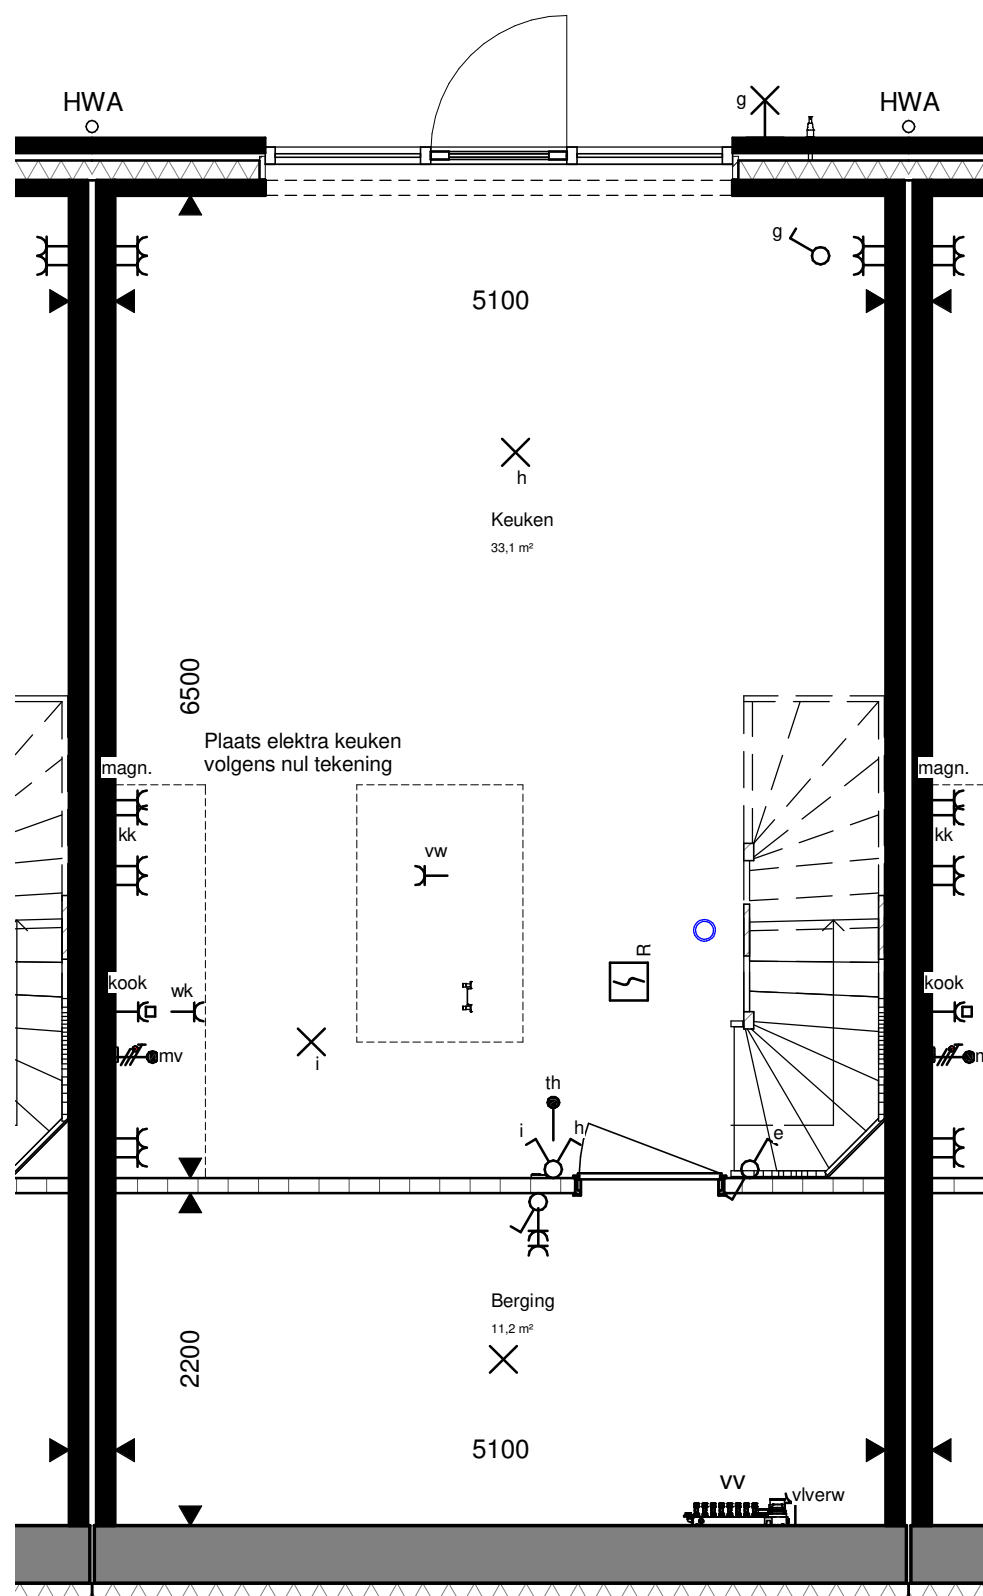 HWA
g
HWA
g
5100
h
Keuken
33,1 m²
6500
Plaats elektra keuken
volgens nul tekening
magn.
magn.
kk
kk
vw
R
kook
wk
kook
mv
i
th
i
h
e
Berging
11,2 m²
2200
5100
vv
vlverw